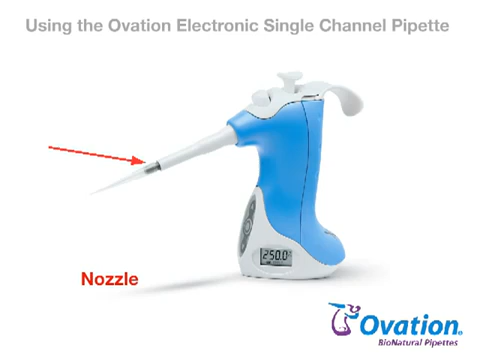 Using the Ovation Electronic Single Channel Pipette
250.0
Nozzle
Ovation
BioNatural Pipettes